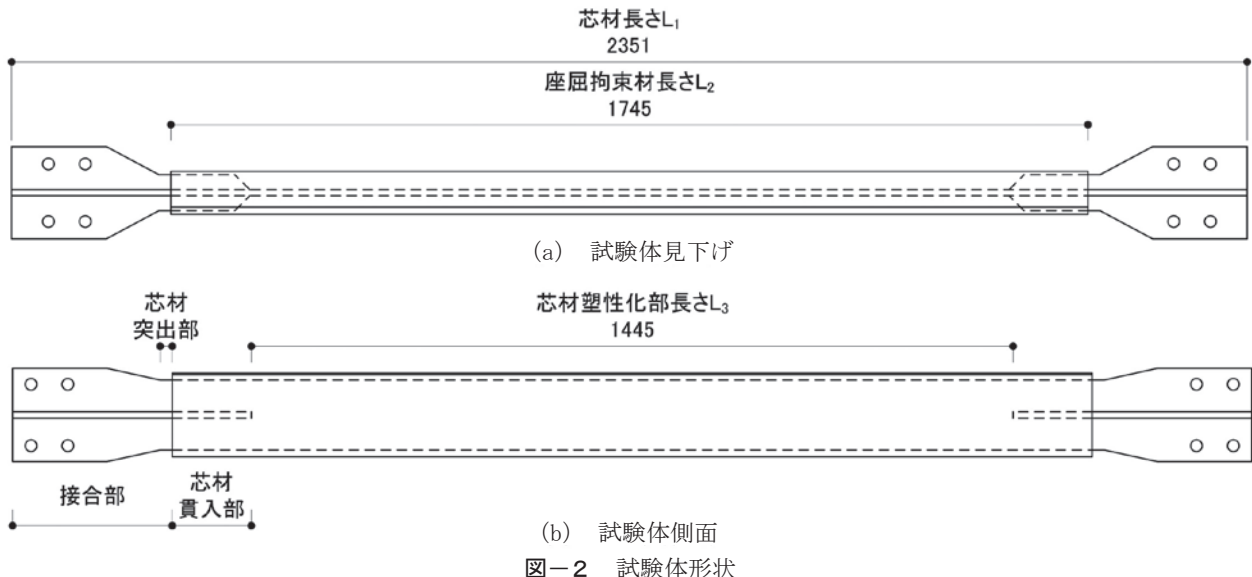 芯材長さL₁
2351
座屈拘束材長さL₂
1745
(a) 試験体見下げ
芯材
突出部
芯材塑性化部長さL₃
1445
接合部
芯材
貫入部
(b) 試験体側面
図-2 試験体形状